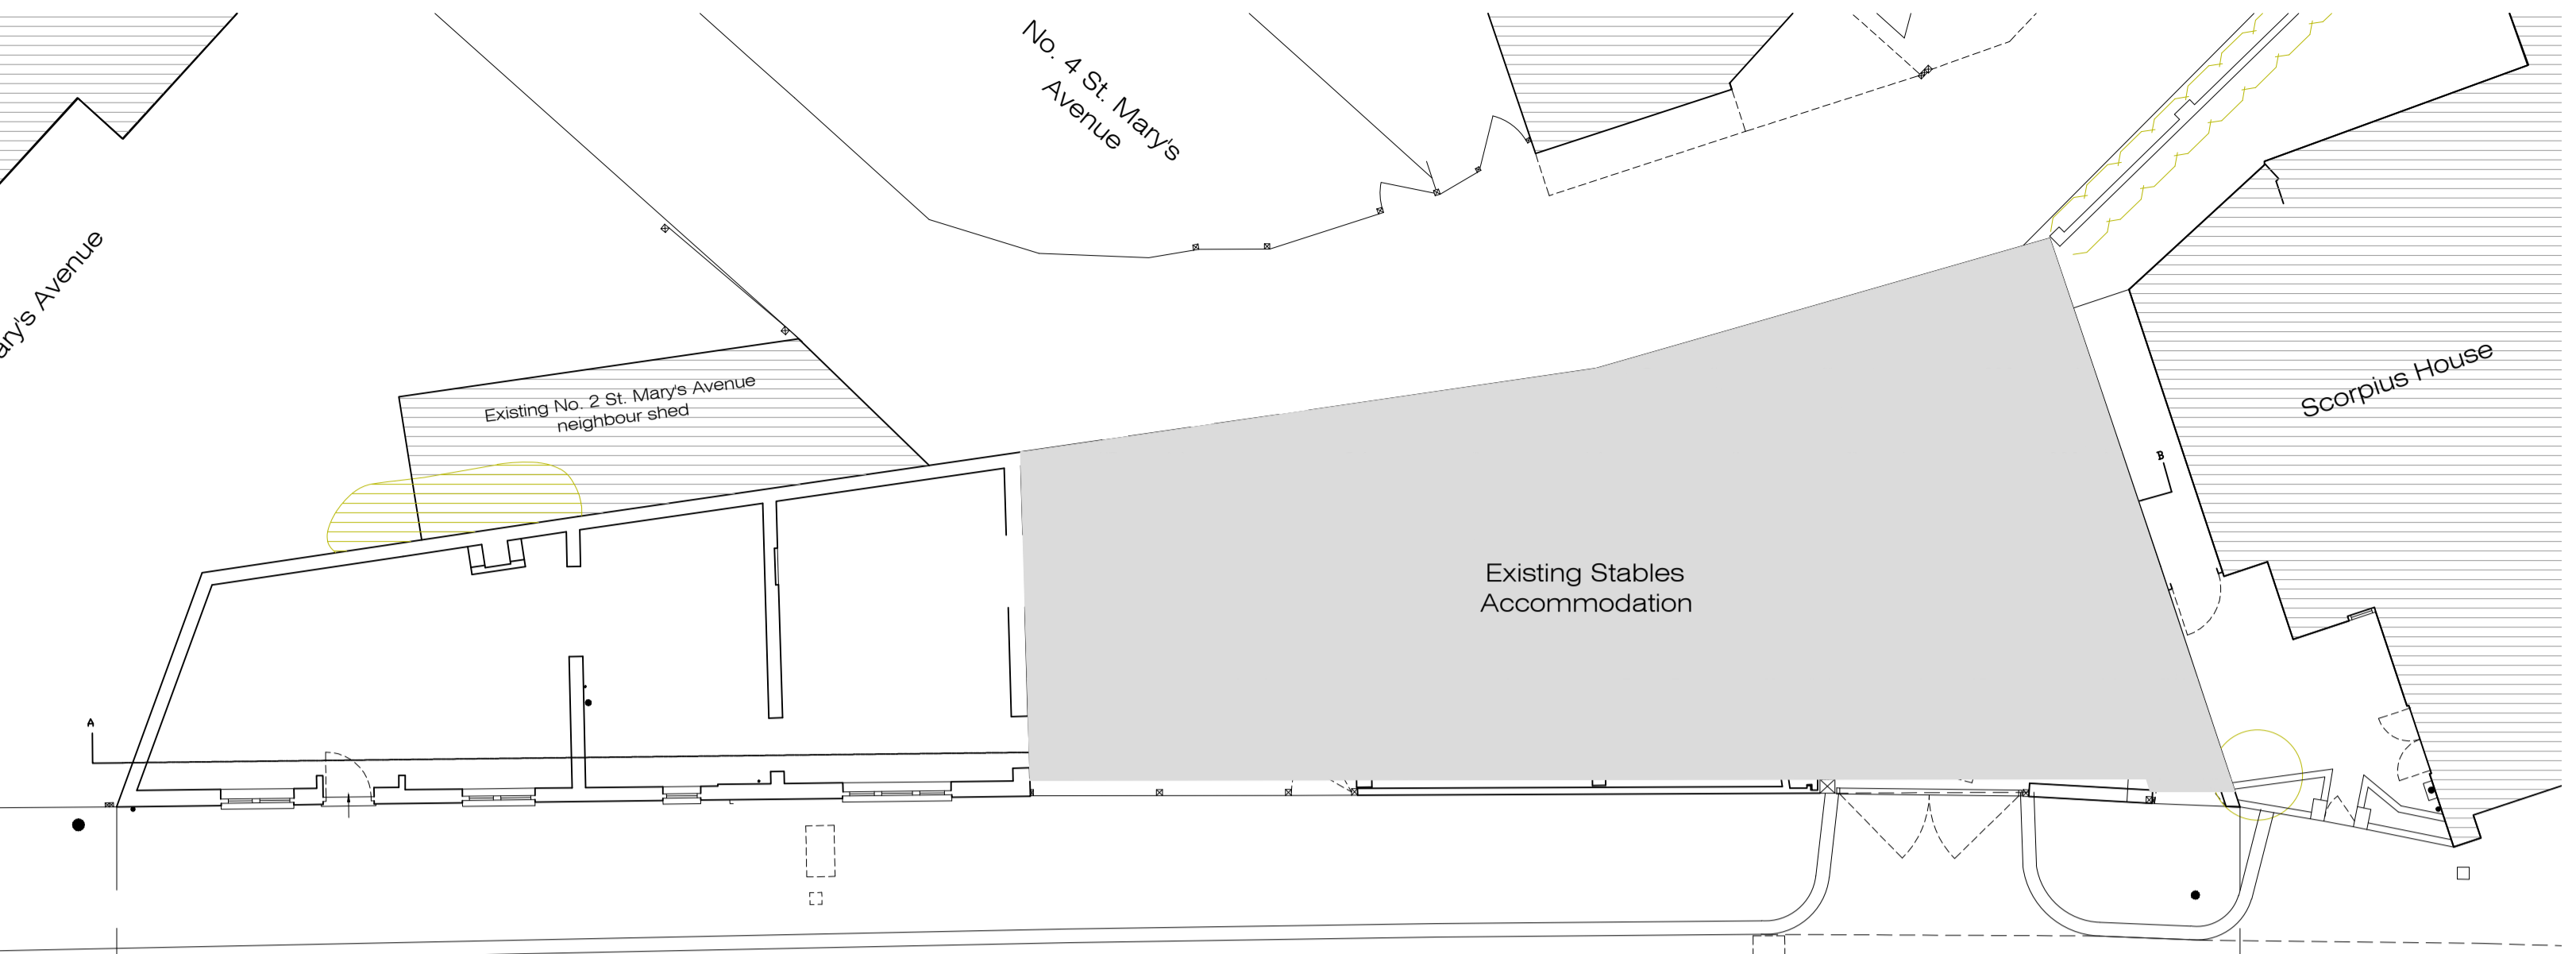 No. 4 St. Mary's
Avenue
Avenue
Existing No. 2 St. Mary's Avenue
neighbour shed
Scorpius House
B
Existing Stables
Accommodation
A